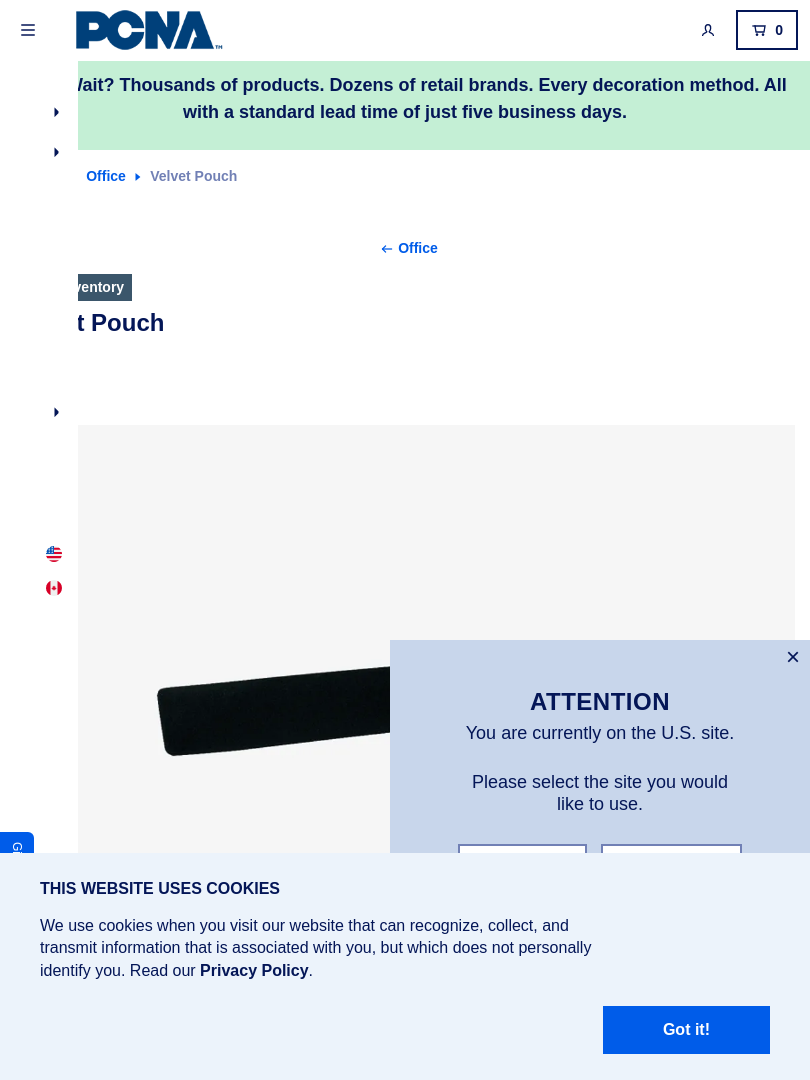 PCNA™
0
Wait? Thousands of products. Dozens of retail brands. Every decoration method. All
with a standard lead time of just five business days.
Office Velvet Pouch
Office
Pouch
ATTENTION
You are currently on the U.S. site.
Please select the site you would
like to use.
THIS WEBSITE USES COOKIES
We use cookies when you visit our website that can recognize, collect, and
transmit information that is associated with you, but which does not personally
identify you. Read our Privacy Policy.
Got it!